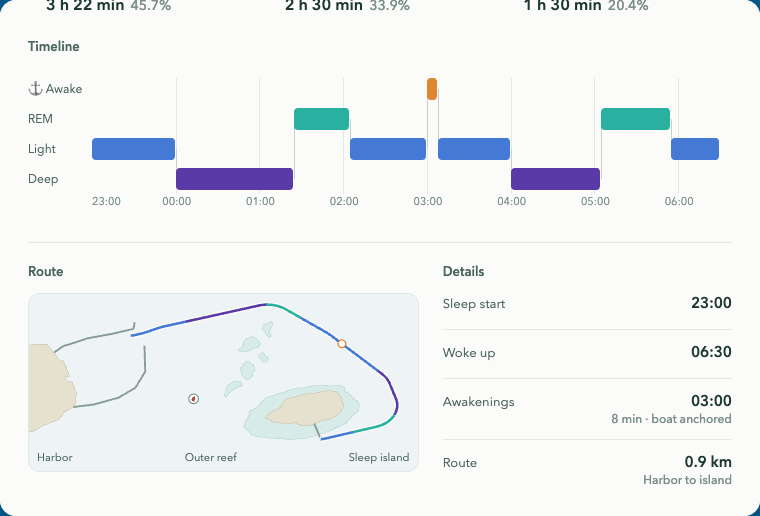 3 h 22 min 45.7% 2 h 30 min 33.9% 1 h 30 min 20.4%
Timeline
Awake
REM
Light
Deep
23:00 00:00 01:00 02:00 03:00 04:00 05:00 06:00
Route
Harbor Outer reef Sleep island
Details
Sleep start 23:00
Woke up 06:30
Awakenings 03:00
8 min · boat anchored
Route 0.9 km
Harbor to island